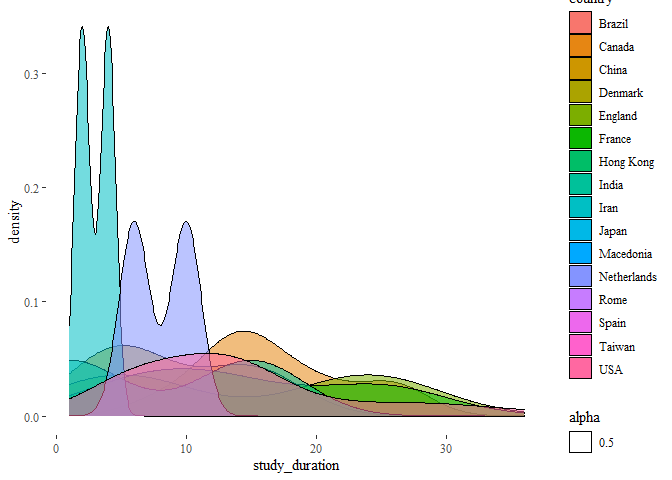 country
Brazil
Canada
China
Denmark
England
France
Hong Kong
India
Iran
Japan
Macedonia
Netherlands
Rome
Spain
Taiwan
USA
alpha
0.5
density
0.3
0.2
0.1
0.0
0 10 20 30
study_duration